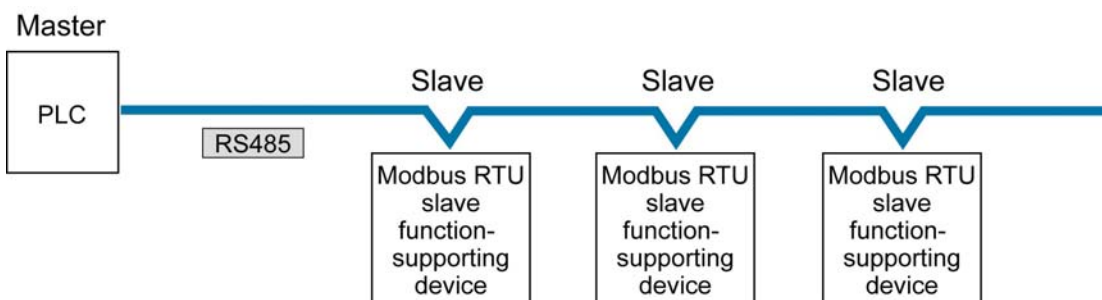 Master
PLC
RS485
Slave
Slave
Slave
Modbus RTU
slave
function-
supporting
device
Modbus RTU
slave
function-
supporting
device
Modbus RTU
slave
function-
supporting
device